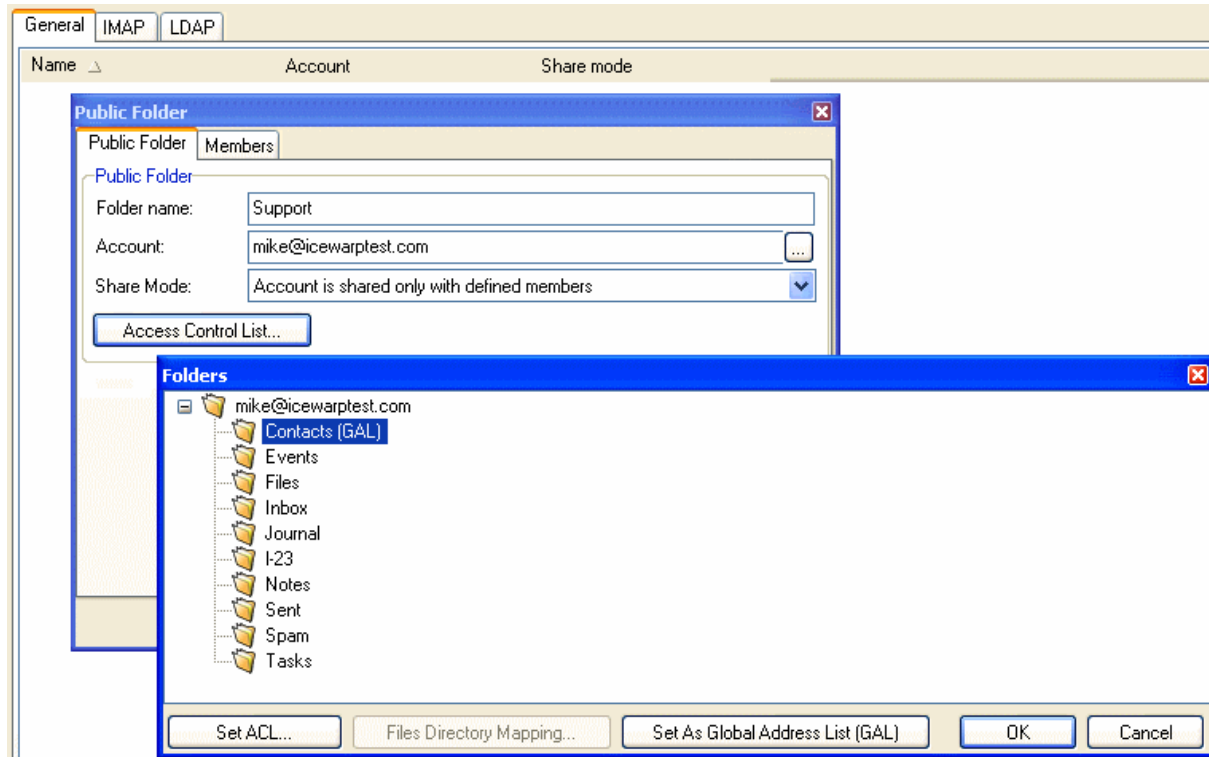 General IMAP LDAP
Name Account Share mode
Public Folder
Public Folder Members
Public Folder
Folder name: Support
Account: mike@icewarptest.com ...
Share Mode: Account is shared only with defined members
Access Control List...
Folders
mike@icewarptest.com
Contacts (GAL)
Events
Files
Inbox
Journal
I-23
Notes
Sent
Spam
Tasks
Set ACL... Files Directory Mapping... Set As Global Address List (GAL) OK Cancel